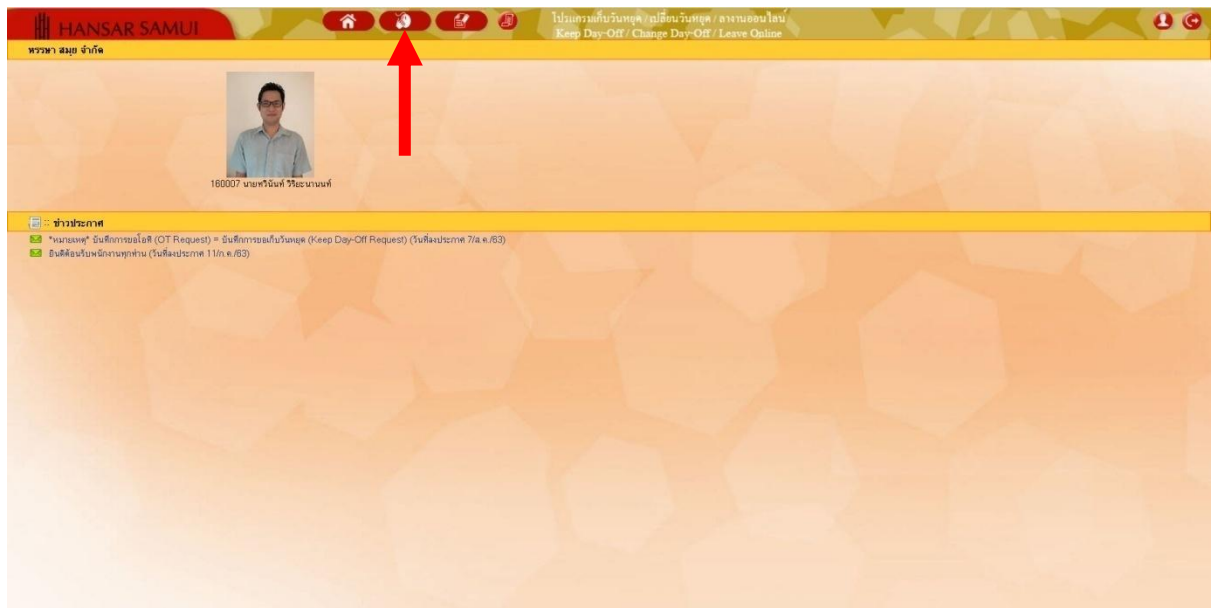 HANSAR SAMUI
โปรแกรมเก็บวันหยุด / เปลี่ยนวันหยุด / ลางานออนไลน์
Keep Day-Off / Change Day-Off / Leave Online
หรรษา สมุย จำกัด
160007 นายทวินันท์ วิริยะนานนท์
:: ข่าวประกาศ
*หมายเหตุ* บันทึกการขอโอที (OT Request) = บันทึกการขอเก็บวันหยุด (Keep Day-Off Request) (วันที่ลงประกาศ 7/ส.ค./63)
ยินดีต้อนรับพนักงานทุกท่าน (วันที่ลงประกาศ 11/ก.ค./63)